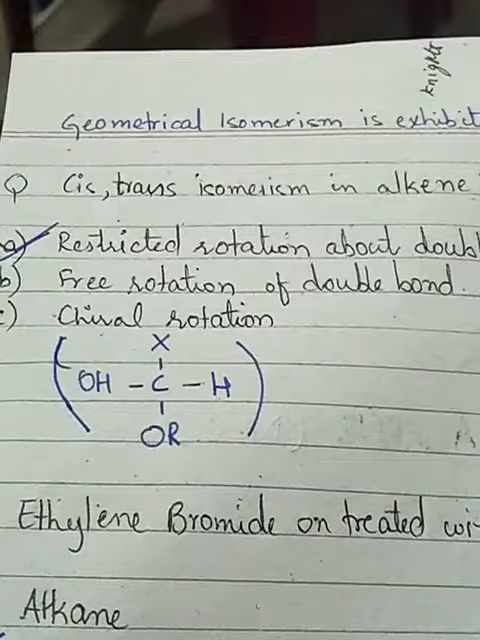 knights
Geometrical Isomerism is exhibit
Q Cis, trans isomerism in alkene
a) Restricted rotation about doubl
b) Free rotation of double bond.
c) Chiral rotation
X
OH - C - H
OR
Ethylene Bromide on treated wi
Alkane